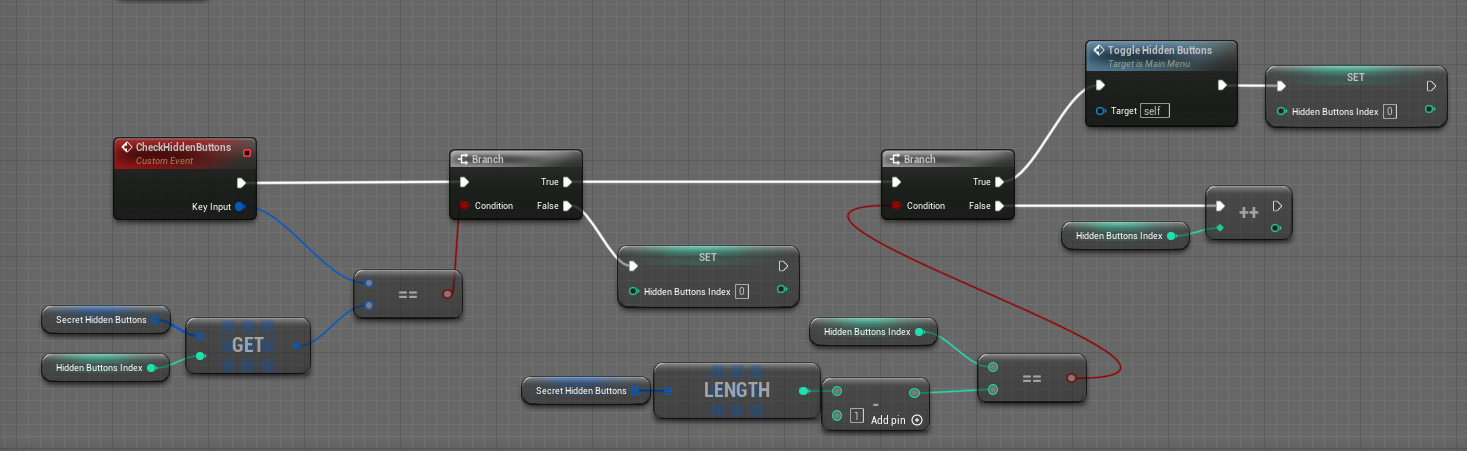 Toggle Hidden Buttons
Target is Main Menu
Target self
SET
Hidden Buttons Index 0
CheckHiddenButtons
Custom Event
Key Input
Branch
True
Condition
False
Branch
True
Condition
False
++
Hidden Buttons Index
SET
Hidden Buttons Index 0
==
Secret Hidden Buttons
GET
Hidden Buttons Index
Hidden Buttons Index
==
Secret Hidden Buttons
LENGTH
-
1
Add pin